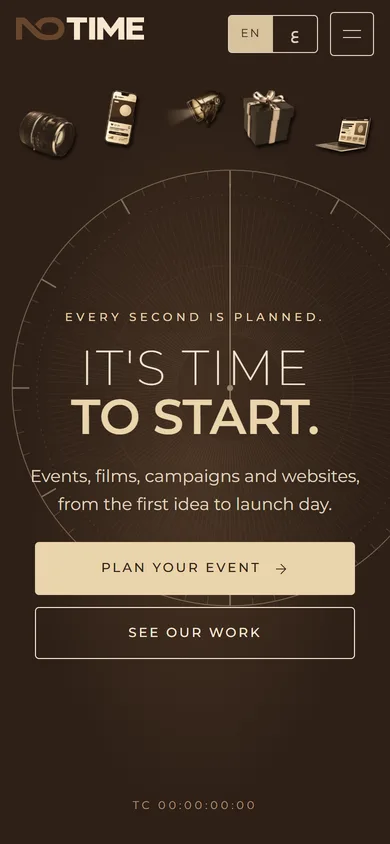 NOTIME
EN ع
EVERY SECOND IS PLANNED.
IT'S TIME
TO START.
Events, films, campaigns and websites,
from the first idea to launch day.
PLAN YOUR EVENT →
SEE OUR WORK
TC 00:00:00:00